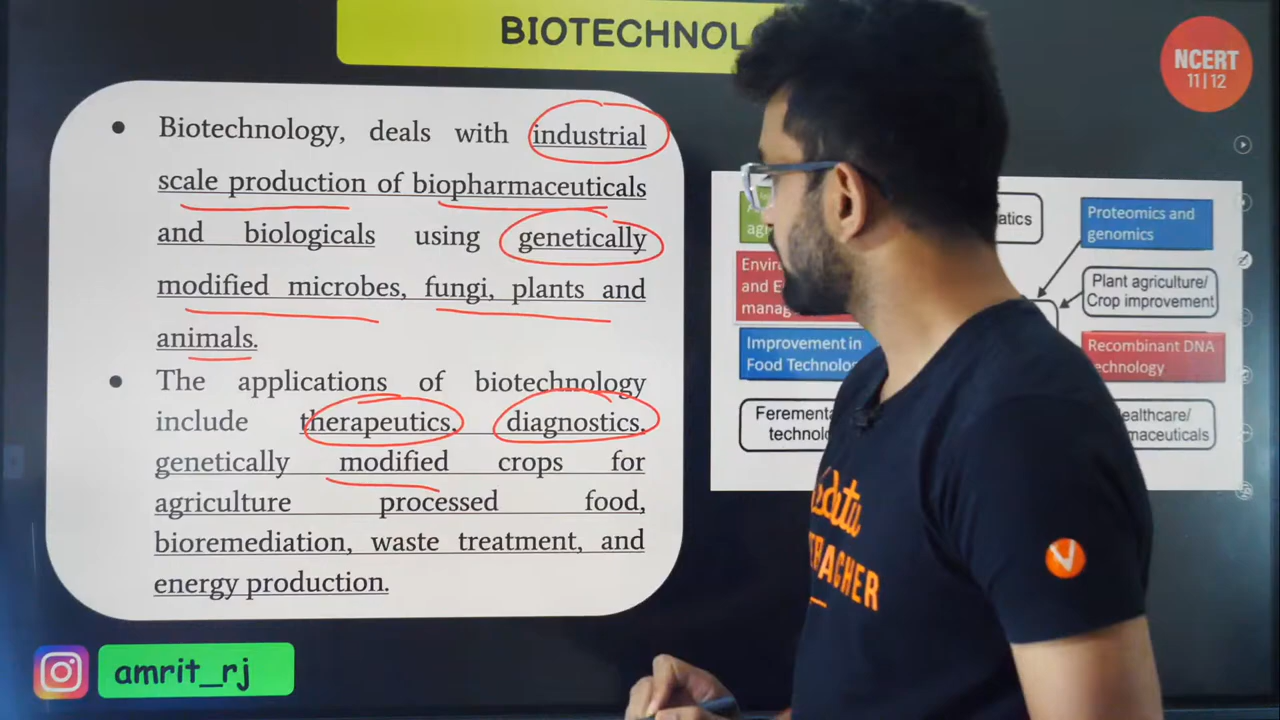 BIOTECHNOL
NCERT
11|12
Biotechnology, deals with industrial
scale production of biopharmaceuticals
and biologicals using genetically
modified microbes, fungi, plants and
animals.
The applications of biotechnology
include therapeutics, diagnostics,
genetically modified crops for
agriculture processed food,
bioremediation, waste treatment, and
energy production.
Proteomics and
genomics
Plant agriculture/
Crop improvement
Improvement in
Food Technolo
Recombinant DNA
echnology
technolo
ealthcare/
maceuticals
amrit_rj